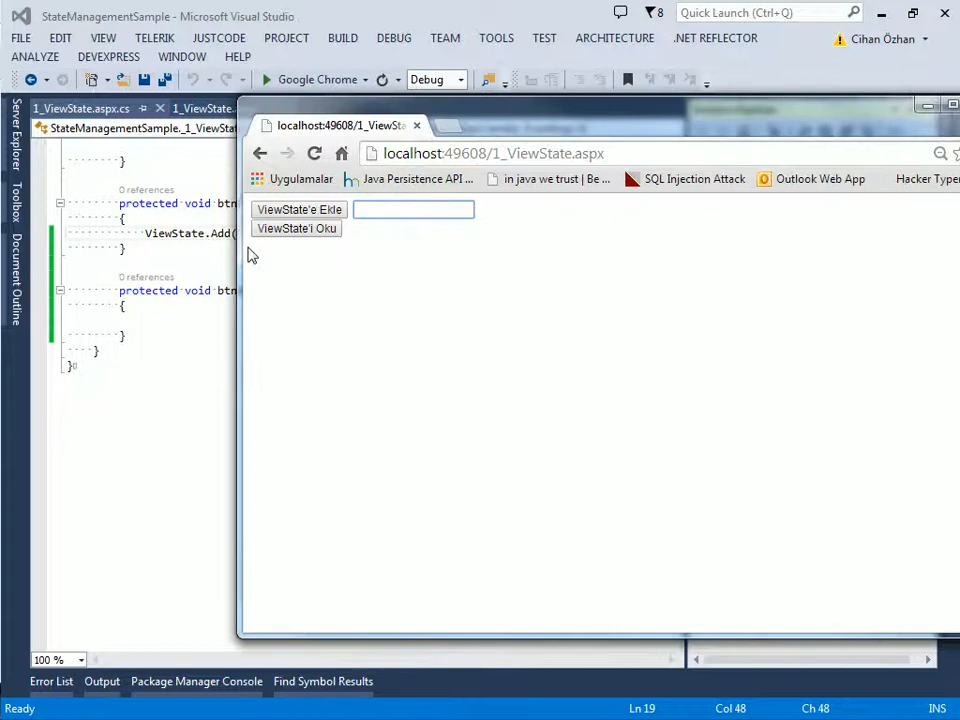 StateManagementSample - Microsoft Visual Studio
8
Quick Launch (Ctrl+Q)
FILE EDIT VIEW TELERIK JUSTCODE PROJECT BUILD DEBUG TEAM TOOLS TEST ARCHITECTURE .NET REFLECTOR
Cihan Özhan
ANALYZE DEVEXPRESS WINDOW HELP
Google Chrome
Debug
Server Explorer
Toolbox
Document Outline
1_ViewState.aspx.cs
1_ViewState.
StateManagementSample._1_ViewStat
}
0 references
protected void btn
{
ViewState.Add(
}
0 references
protected void btn
{
}
}
}
localhost:49608/1_ViewSta
localhost:49608/1_ViewState.aspx
Uygulamalar
Java Persistence API ...
in java we trust | Be ...
SQL Injection Attack
Outlook Web App
Hacker Typer
ViewState'e Ekle
ViewState'i Oku
100 %
Error List Output Package Manager Console Find Symbol Results
Ready
Ln 19
Col 48
Ch 48
INS